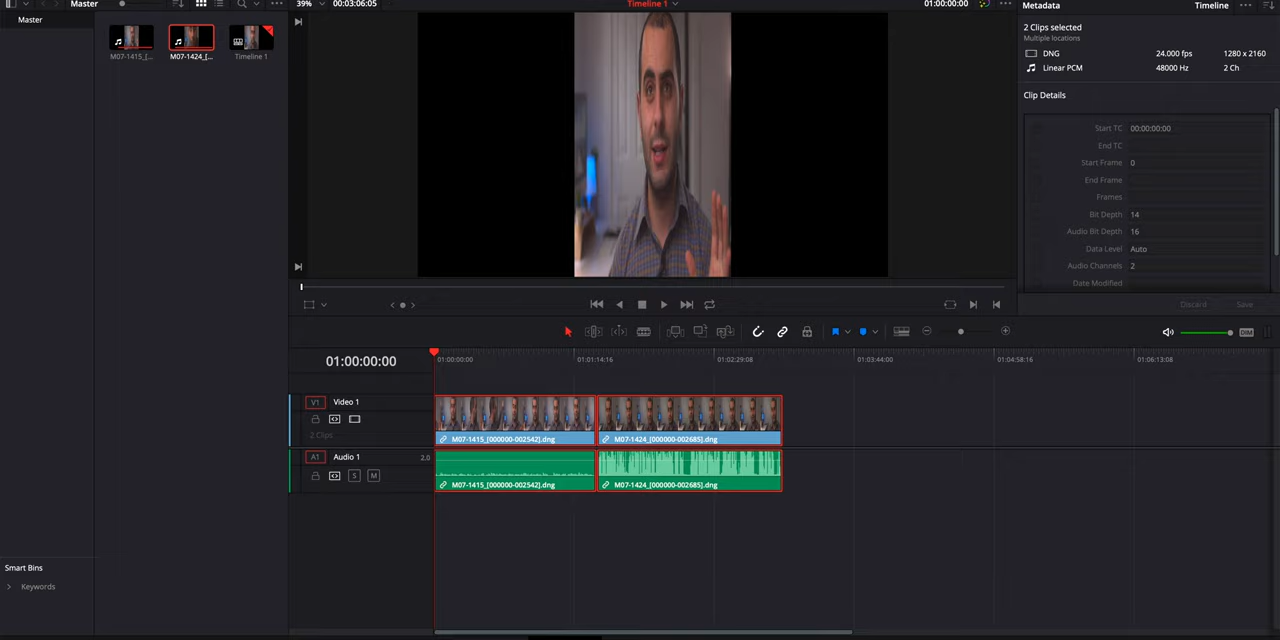 Master
39%
00:03:06:05
Timeline 1
01:00:00:00
Metadata
Timeline
Master
M07-1415_[...
M07-1424_[...
Timeline 1
2 Clips selected
Multiple locations
DNG 24.000 fps 1280 x 2160
Linear PCM 48000 Hz 2 Ch
Clip Details
Start TC 00:00:00:00
End TC
Start Frame 0
End Frame
Frames
Bit Depth 14
Audio Bit Depth 16
Data Level Auto
Audio Channels 2
Date Modified
Discard
Save
DIM
01:00:00:00
01:00:00:00
01:01:14:16
01:02:29:08
01:03:44:00
01:04:58:16
01:06:13:08
V1 Video 1
2 Clips
M07-1415_[000000-002542].dng
M07-1424_[000000-002685].dng
A1 Audio 1 2.0
S M
M07-1415_[000000-002542].dng
M07-1424_[000000-002685].dng
Smart Bins
Keywords